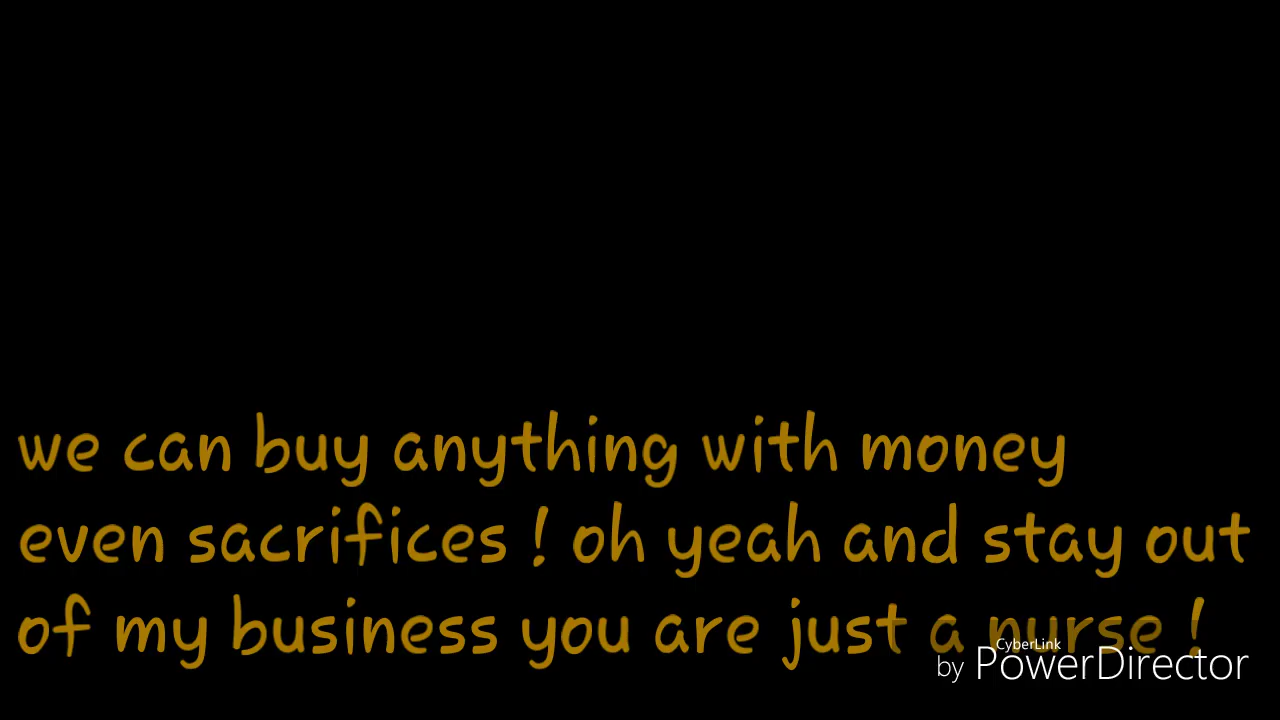 we can buy anything with money
even sacrifices ! oh yeah and stay out
of my business you are just a nurse !
CyberLink
by PowerDirector